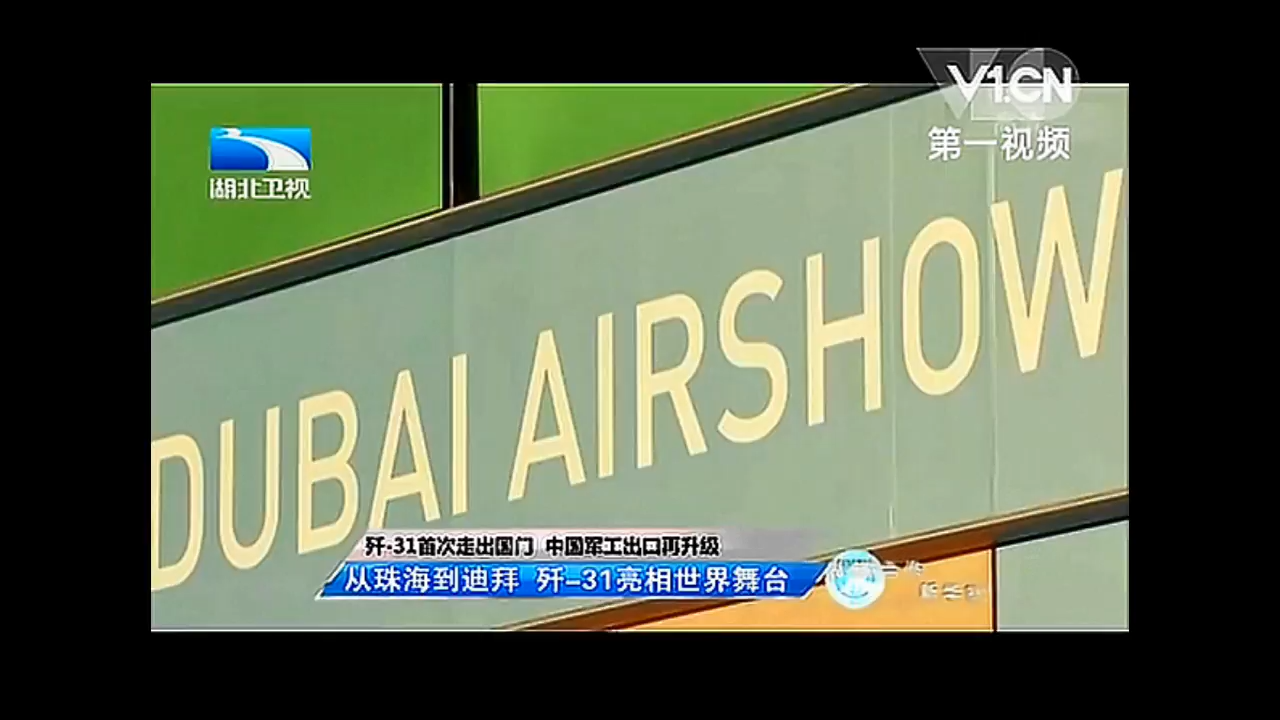 V1.CN
第一视频
湖北卫视
DUBAI AIRSHOW
歼-31首次走出国门 中国军工出口再升级
从珠海到迪拜 歼-31亮相世界舞台